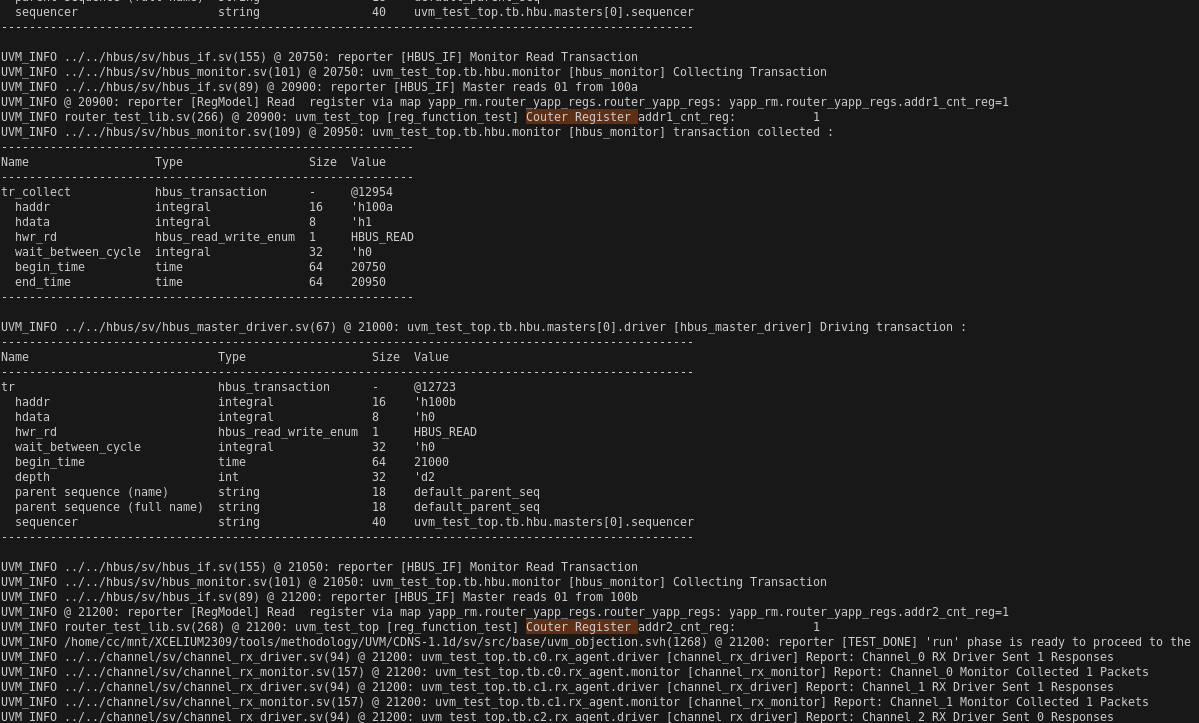 parent sequence (full name)  string                18    default_parent_seq
  sequencer                    string                40    uvm_test_top.tb.hbu.masters[0].sequencer
---------------------------------------------------------------------------------------------------
UVM_INFO ../../hbus/sv/hbus_if.sv(155) @ 20750: reporter [HBUS_IF] Monitor Read Transaction
UVM_INFO ../../hbus/sv/hbus_monitor.sv(101) @ 20750: uvm_test_top.tb.hbu.monitor [hbus_monitor] Collecting Transaction
UVM_INFO ../../hbus/sv/hbus_if.sv(89) @ 20900: reporter [HBUS_IF] Master reads 01 from 100a
UVM_INFO @ 20900: reporter [RegModel] Read  register via map yapp_rm.router_yapp_regs.router_yapp_regs: yapp_rm.router_yapp_regs.addr1_cnt_reg=1
UVM_INFO router_test_lib.sv(266) @ 20900: uvm_test_top [reg_function_test] Couter Register addr1_cnt_reg:           1
UVM_INFO ../../hbus/sv/hbus_monitor.sv(109) @ 20950: uvm_test_top.tb.hbu.monitor [hbus_monitor] transaction collected :
-----------------------------------------------------------
Name                  Type                  Size  Value
-----------------------------------------------------------
tr_collect            hbus_transaction      -     @12954
  haddr               integral              16    'h100a
  hdata               integral              8     'h1
  hwr_rd              hbus_read_write_enum  1     HBUS_READ
  wait_between_cycle  integral              32    'h0
  begin_time          time                  64    20750
  end_time            time                  64    20950
-----------------------------------------------------------
UVM_INFO ../../hbus/sv/hbus_master_driver.sv(67) @ 21000: uvm_test_top.tb.hbu.masters[0].driver [hbus_master_driver] Driving transaction :
---------------------------------------------------------------------------------------------------
Name                           Type                  Size  Value
---------------------------------------------------------------------------------------------------
tr                             hbus_transaction      -     @12723
  haddr                        integral              16    'h100b
  hdata                        integral              8     'h0
  hwr_rd                       hbus_read_write_enum  1     HBUS_READ
  wait_between_cycle           integral              32    'h0
  begin_time                   time                  64    21000
  depth                        int                   32    'd2
  parent sequence (name)       string                18    default_parent_seq
  parent sequence (full name)  string                18    default_parent_seq
  sequencer                    string                40    uvm_test_top.tb.hbu.masters[0].sequencer
---------------------------------------------------------------------------------------------------
UVM_INFO ../../hbus/sv/hbus_if.sv(155) @ 21050: reporter [HBUS_IF] Monitor Read Transaction
UVM_INFO ../../hbus/sv/hbus_monitor.sv(101) @ 21050: uvm_test_top.tb.hbu.monitor [hbus_monitor] Collecting Transaction
UVM_INFO ../../hbus/sv/hbus_if.sv(89) @ 21200: reporter [HBUS_IF] Master reads 01 from 100b
UVM_INFO @ 21200: reporter [RegModel] Read  register via map yapp_rm.router_yapp_regs.router_yapp_regs: yapp_rm.router_yapp_regs.addr2_cnt_reg=1
UVM_INFO router_test_lib.sv(268) @ 21200: uvm_test_top [reg_function_test] Couter Register addr2_cnt_reg:           1
UVM_INFO /home/cc/mnt/XCELIUM2309/tools/methodology/UVM/CDNS-1.1d/sv/src/base/uvm_objection.svh(1268) @ 21200: reporter [TEST_DONE] 'run' phase is ready to proceed to the
UVM_INFO ../../channel/sv/channel_rx_driver.sv(94) @ 21200: uvm_test_top.tb.c0.rx_agent.driver [channel_rx_driver] Report: Channel_0 RX Driver Sent 1 Responses
UVM_INFO ../../channel/sv/channel_rx_monitor.sv(157) @ 21200: uvm_test_top.tb.c0.rx_agent.monitor [channel_rx_monitor] Report: Channel_0 Monitor Collected 1 Packets
UVM_INFO ../../channel/sv/channel_rx_driver.sv(94) @ 21200: uvm_test_top.tb.c1.rx_agent.driver [channel_rx_driver] Report: Channel_1 RX Driver Sent 1 Responses
UVM_INFO ../../channel/sv/channel_rx_monitor.sv(157) @ 21200: uvm_test_top.tb.c1.rx_agent.monitor [channel_rx_monitor] Report: Channel_1 Monitor Collected 1 Packets
UVM_INFO ../../channel/sv/channel_rx_driver.sv(94) @ 21200: uvm_test_top.tb.c2.rx_agent.driver [channel_rx_driver] Report: Channel_2 RX Driver Sent 0 Responses